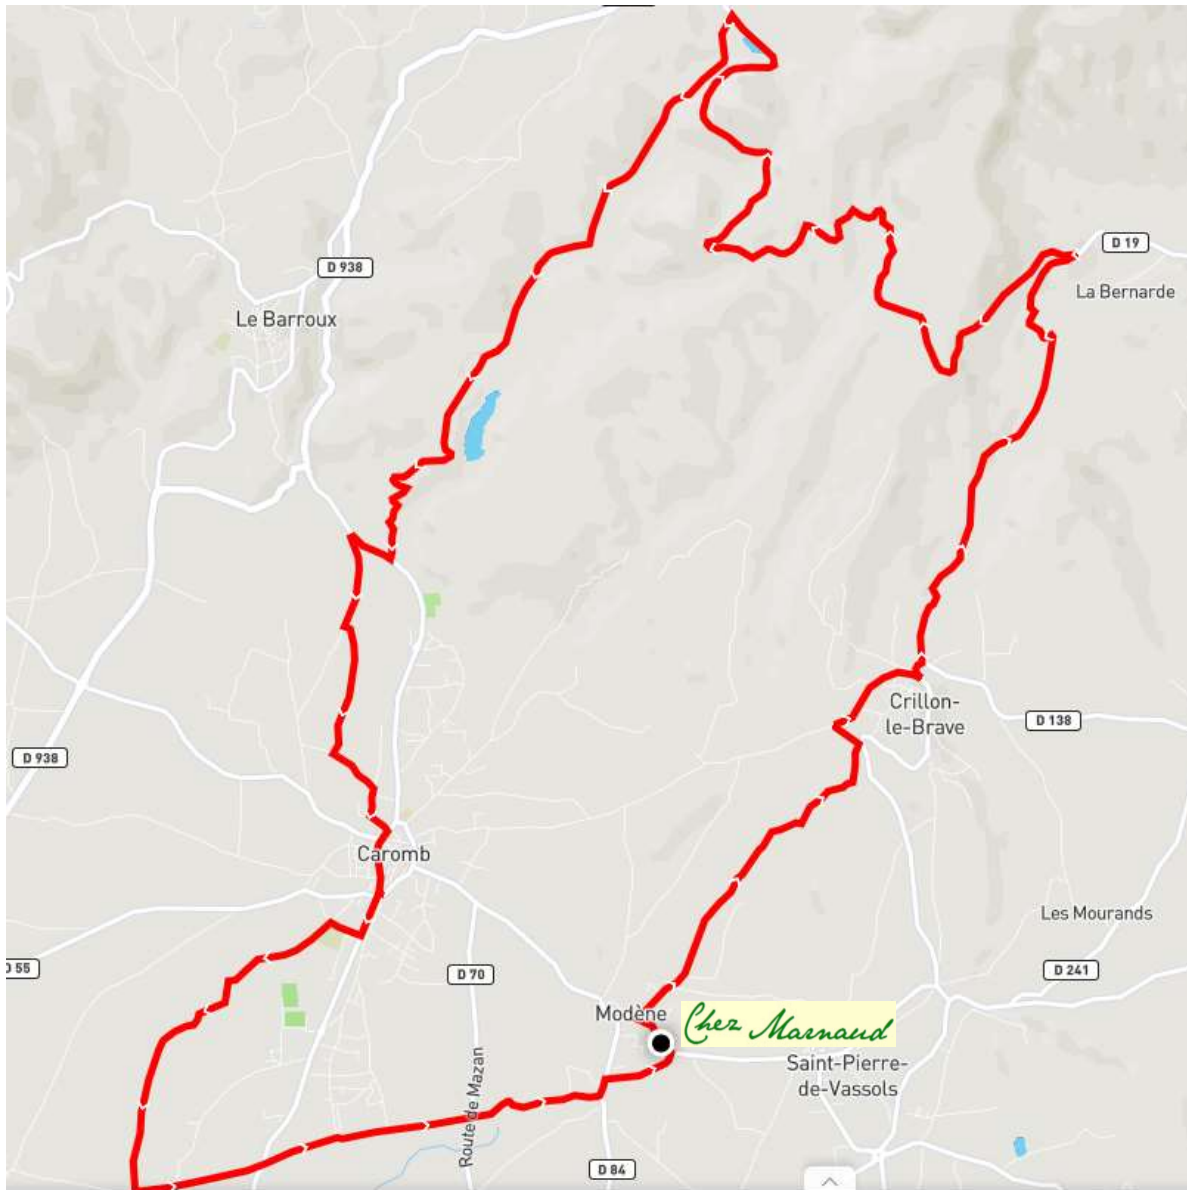 D 19
La Bernarde
D 938
Le Barroux
Crillon-
le-Brave
D 138
D 938
Caromb
Les Mourands
D 55
D 70
D 241
Modène
Chez Marnaud
Saint-Pierre-
de-Vassols
Route de Mazan
D 84